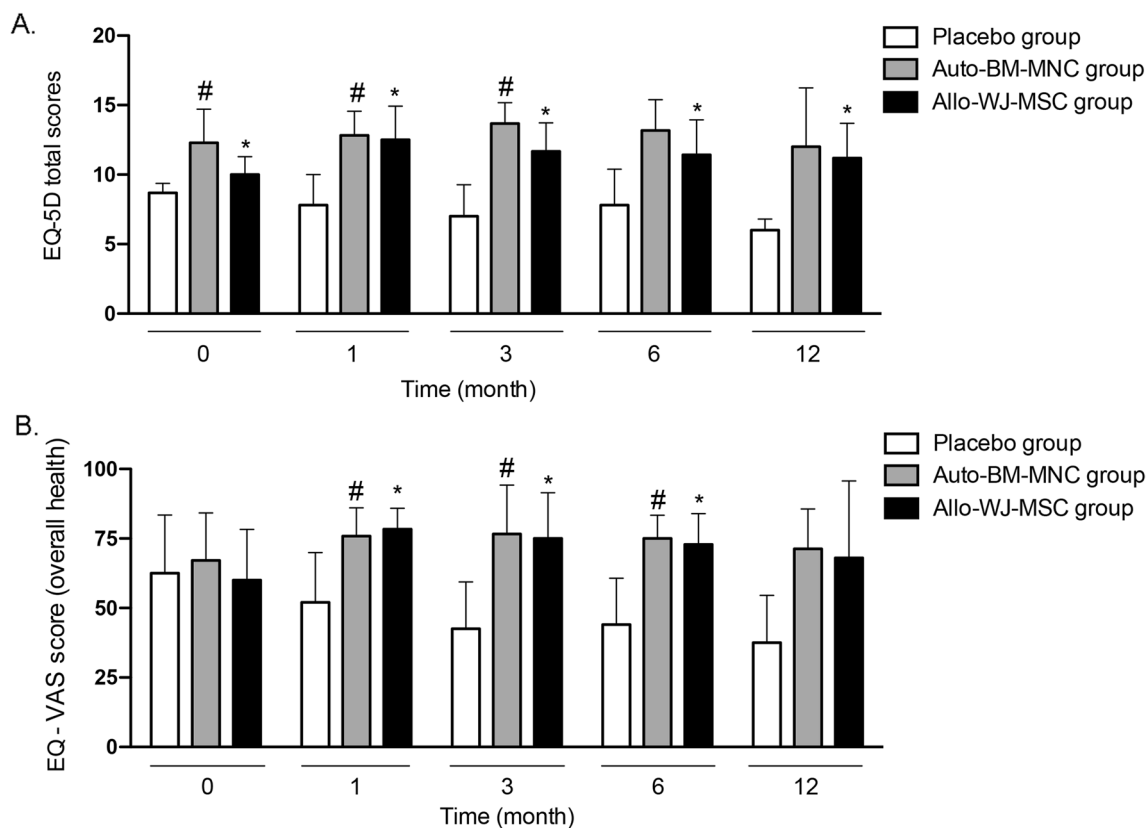 A.
EQ-5D total scores
20
15
10
5
0
# * # * # * * *
0 1 3 6 12
Time (month)
Placebo group
Auto-BM-MNC group
Allo-WJ-MSC group
B.
EQ - VAS score (overall health)
100
75
50
25
0
# * # * # *
0 1 3 6 12
Time (month)
Placebo group
Auto-BM-MNC group
Allo-WJ-MSC group